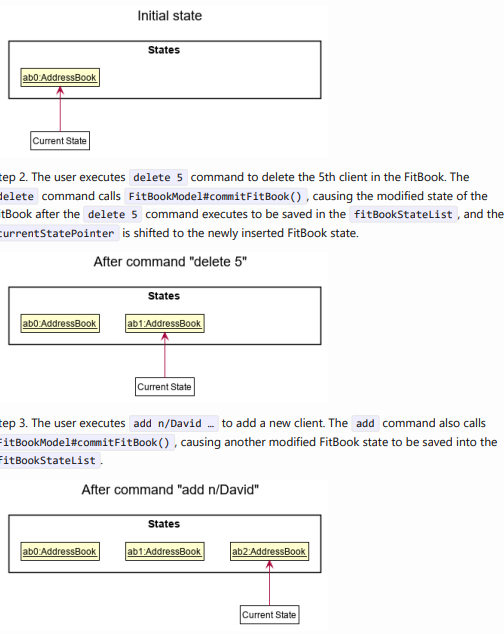 Initial state
States
ab0:AddressBook
Current State
tep 2. The user executes delete 5 command to delete the 5th client in the FitBook. The
delete command calls FitBookModel#commitFitBook() , causing the modified state of the
itBook after the delete 5 command executes to be saved in the fitBookStateList , and the
currentStatePointer is shifted to the newly inserted FitBook state.
After command "delete 5"
States
ab0:AddressBook ab1:AddressBook
Current State
tep 3. The user executes add n/David … to add a new client. The add command also calls
FitBookModel#commitFitBook() , causing another modified FitBook state to be saved into the
fitBookStateList .
After command "add n/David"
States
ab0:AddressBook ab1:AddressBook ab2:AddressBook
Current State